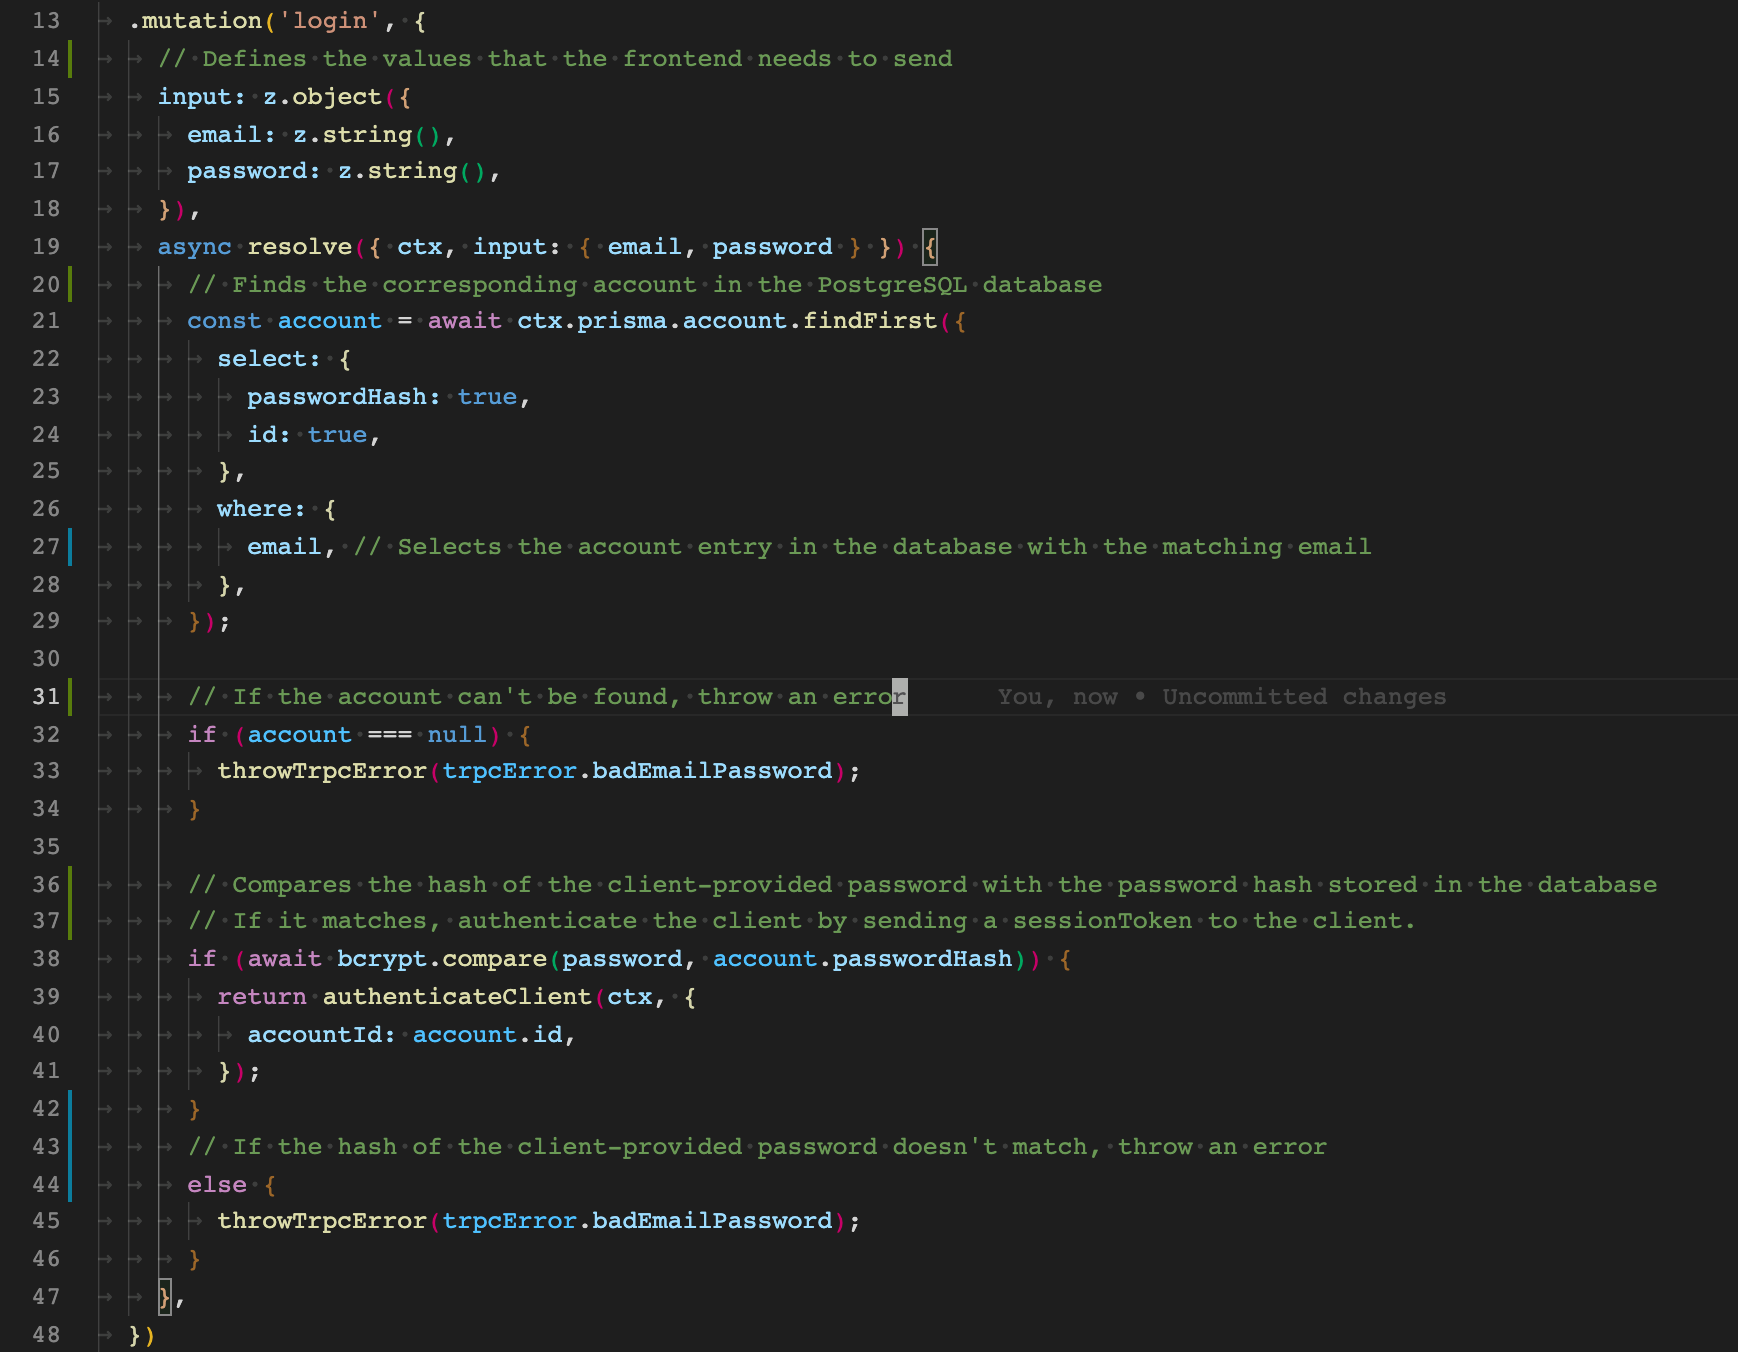 13 .mutation('login', {
14 // Defines the values that the frontend needs to send
15 input: z.object({
16 email: z.string(),
17 password: z.string(),
18 }),
19 async resolve({ ctx, input: { email, password } }) {
20 // Finds the corresponding account in the PostgreSQL database
21 const account = await ctx.prisma.account.findFirst({
22 select: {
23 passwordHash: true,
24 id: true,
25 },
26 where: {
27 email, // Selects the account entry in the database with the matching email
28 },
29 });
30
31 // If the account can't be found, throw an error You, now • Uncommitted changes
32 if (account === null) {
33 throwTrpcError(trpcError.badEmailPassword);
34 }
35
36 // Compares the hash of the client-provided password with the password hash stored in the database
37 // If it matches, authenticate the client by sending a sessionToken to the client.
38 if (await bcrypt.compare(password, account.passwordHash)) {
39 return authenticateClient(ctx, {
40 accountId: account.id,
41 });
42 }
43 // If the hash of the client-provided password doesn't match, throw an error
44 else {
45 throwTrpcError(trpcError.badEmailPassword);
46 }
47 },
48 })